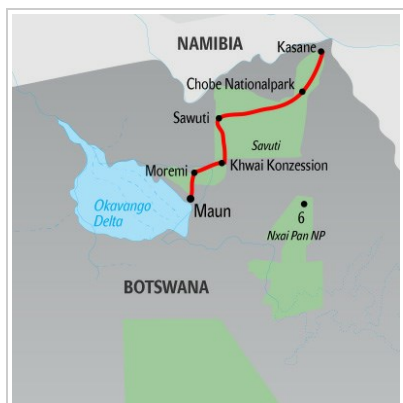 NAMIBIA
Kasane
Chobe Nationalpark
Sawuti
Savuti
Moremi
Khwai Konzession
Okavango
Delta
Maun
6
Nxai Pan NP
BOTSWANA